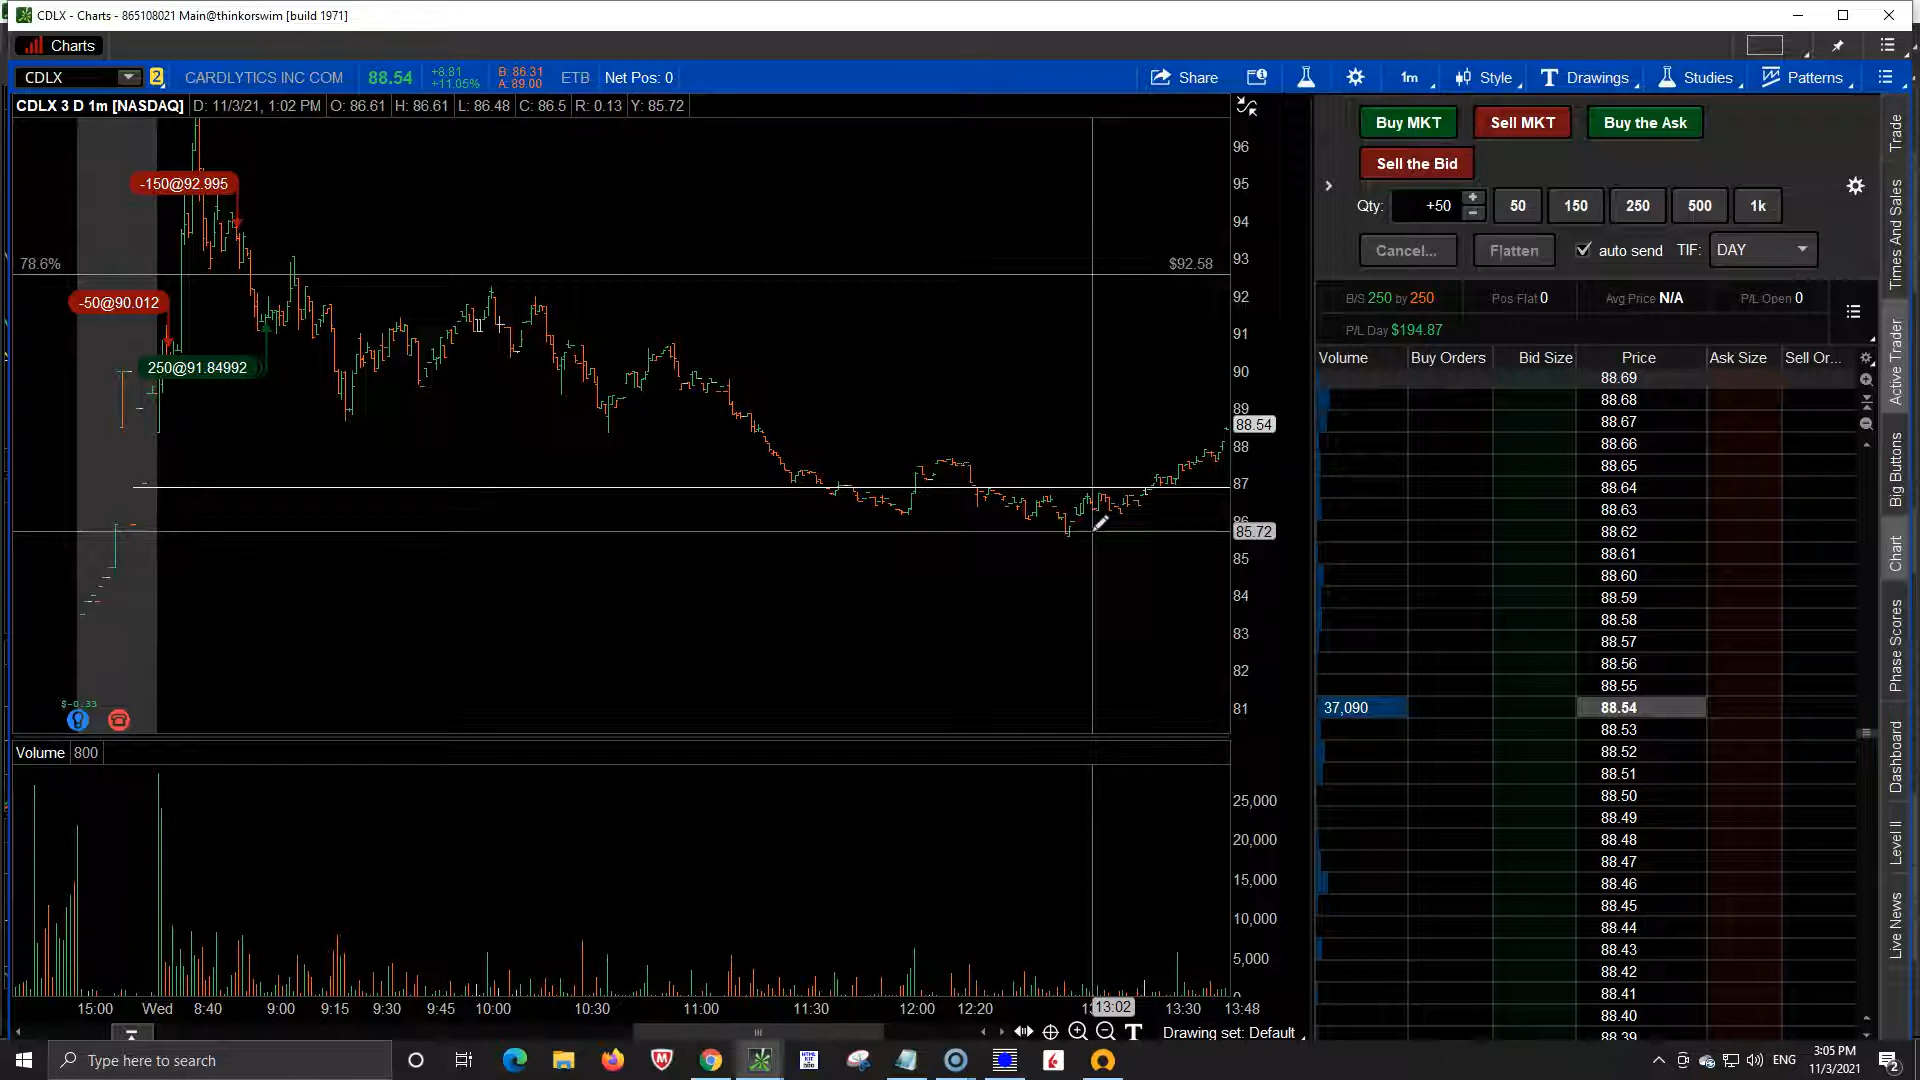 CDLX - Charts - 865108021 Main@thinkorswim [build 1971]
Charts
CDLX 2 CARDLYTICS INC COM 88.54 +8.81 +11.05% B: 86.31 A: 89.00 ETB Net Pos: 0 Share 1m Style Drawings Studies Patterns
CDLX 3 D 1m [NASDAQ] D: 11/3/21, 1:02 PM O: 86.61 H: 86.61 L: 86.48 C: 86.5 R: 0.13 Y: 85.72
96
95
94
93
92
91
90
89
88.54
88
87
85.72
85
84
83
82
81
-150@92.995
78.6% $92.58
-50@90.012
250@91.84992
$-0.33
Volume 800
25,000
20,000
15,000
10,000
5,000
15:00 Wed 8:40 9:00 9:15 9:30 9:45 10:00 10:30 11:00 11:30 12:00 12:20 13:02 13:30 13:48
Drawing set: Default
Buy MKT Sell MKT Buy the Ask
Sell the Bid
Qty: +50 50 150 250 500 1k
Cancel... Flatten auto send TIF: DAY
B/S 250 by 250 Pos Flat 0 Avg Price N/A P/L Open 0
P/L Day $194.87
Volume Buy Orders Bid Size Price Ask Size Sell Or...
88.69
88.68
88.67
88.66
88.65
88.64
88.63
88.62
88.61
88.60
88.59
88.58
88.57
88.56
88.55
37,090 88.54
88.53
88.52
88.51
88.50
88.49
88.48
88.47
88.46
88.45
88.44
88.43
88.42
88.41
88.40
88.39
Trade
Times And Sales
Active Trader
Big Buttons
Chart
Phase Scores
Dashboard
Level II
Live News
Type here to search
ENG
3:05 PM
11/3/2021
2